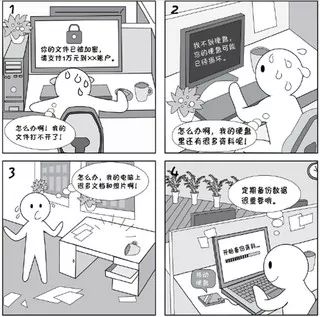 1
你的文件已被加密，
请支付1万元到XX账户。
怎么办啊！我的
文件打不开了！
2
找不到硬盘，
你的硬盘可能
已经损坏。
怎么办啊，我的硬盘
里还有很多资料呢！
3
怎么办，我的电脑上
很多文档和照片啊！
4
定期备份数据
很重要哦。
开始备份资料...
移动
硬盘